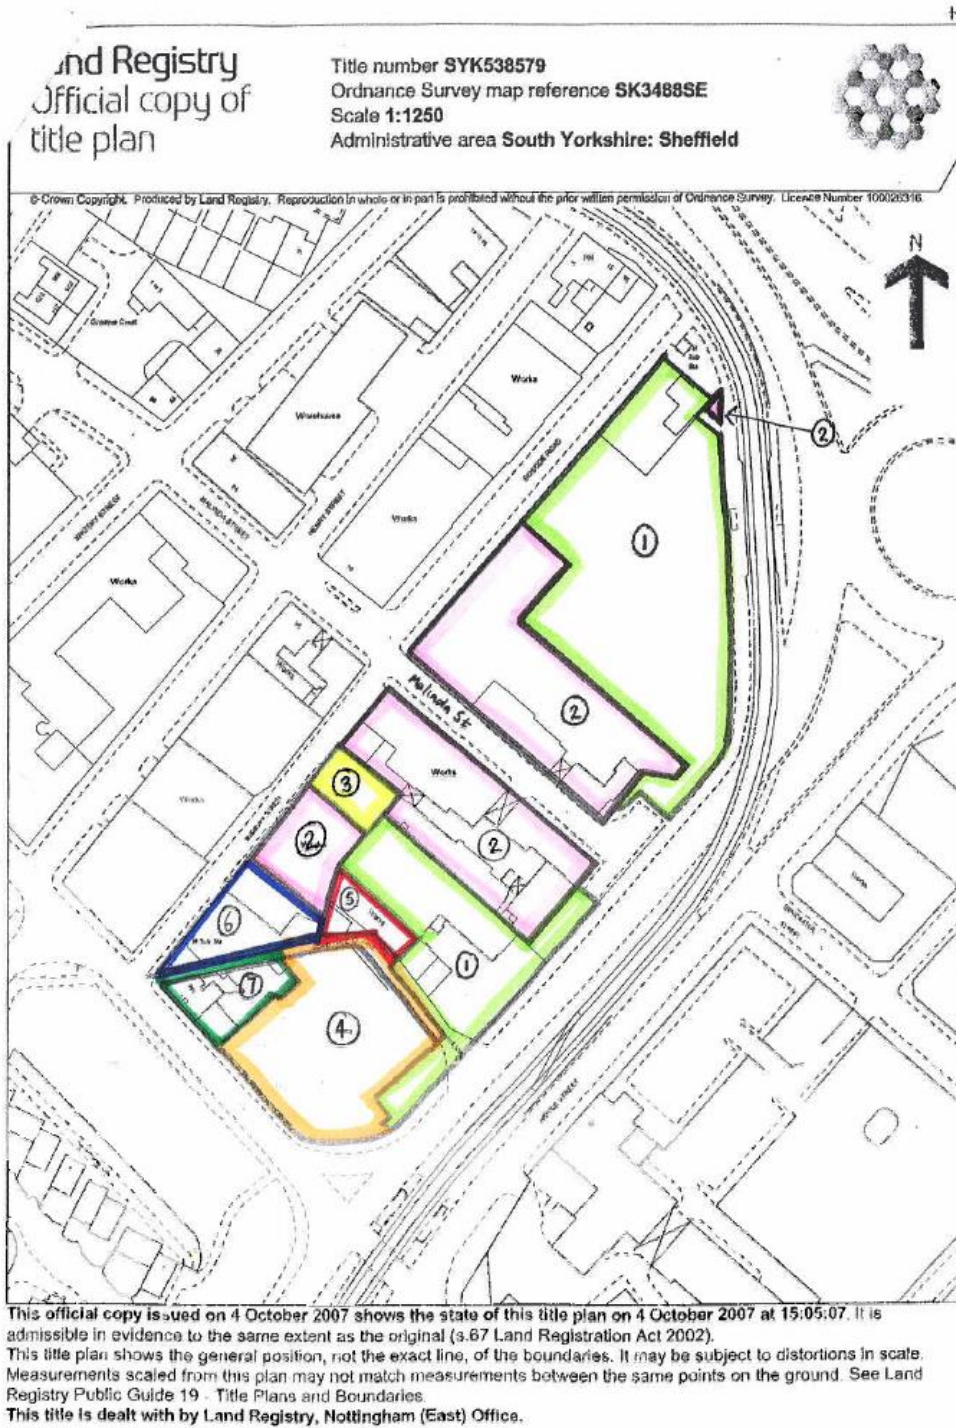 nd Registry
Official copy of
title plan
Title number SYK538579
Ordnance Survey map reference SK3488SE
Scale 1:1250
Administrative area South Yorkshire: Sheffield
© Crown Copyright. Produced by Land Registry. Reproduction in whole or in part is prohibited without the prior written permission of Ordnance Survey. Licence Number 100026316.
N
Works
Warehouse
2
MALINDA STREET
HENRY STREET
Works
1
Works
Malinda St
2
Works
3
Works
2
2
5
6
1
7
4
This official copy issued on 4 October 2007 shows the state of this title plan on 4 October 2007 at 15:05:07. It is
admissible in evidence to the same extent as the original (s.67 Land Registration Act 2002).
This title plan shows the general position, not the exact line, of the boundaries. It may be subject to distortions in scale.
Measurements scaled from this plan may not match measurements between the same points on the ground. See Land
Registry Public Guide 19 - Title Plans and Boundaries.
This title is dealt with by Land Registry, Nottingham (East) Office.